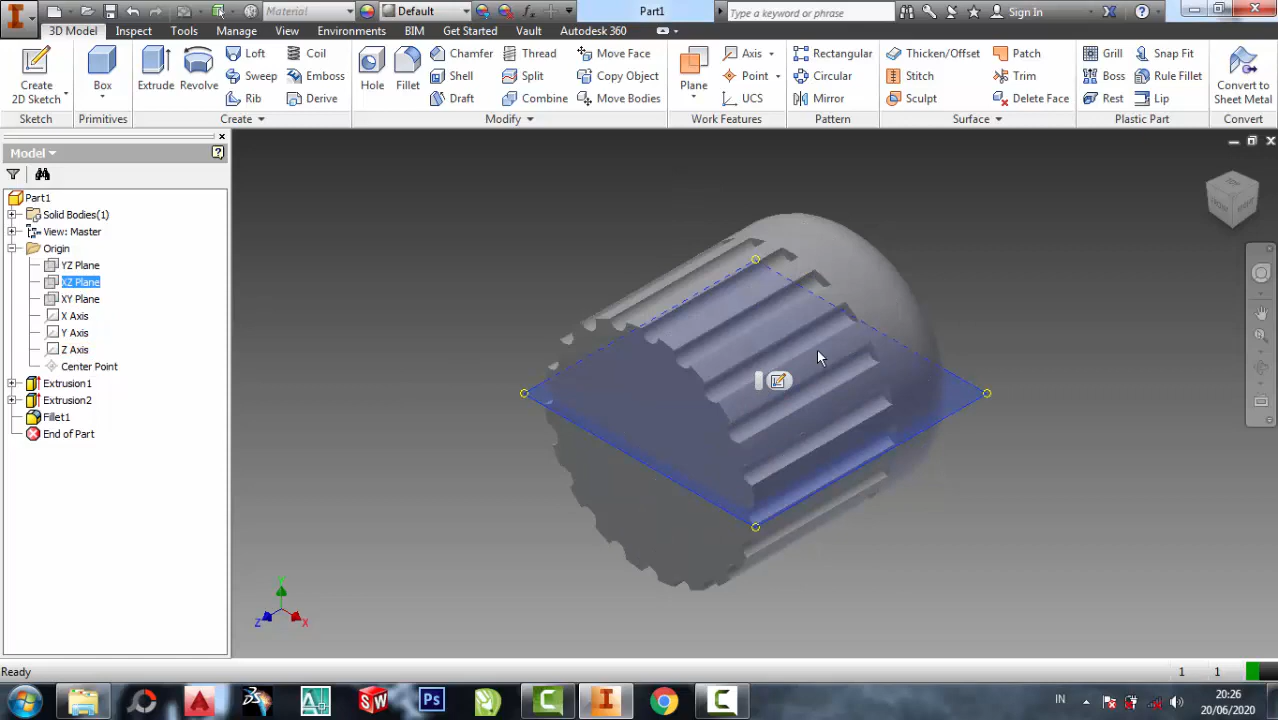 Material
Default
Part1
Type a keyword or phrase
Sign In
3D Model
Inspect
Tools
Manage
View
Environments
BIM
Get Started
Vault
Autodesk 360
Create
2D Sketch
Box
Extrude
Revolve
Loft
Sweep
Rib
Coil
Emboss
Derive
Hole
Fillet
Chamfer
Shell
Draft
Thread
Split
Combine
Move Face
Copy Object
Move Bodies
Plane
Axis
Point
UCS
Rectangular
Circular
Mirror
Thicken/Offset
Stitch
Sculpt
Patch
Trim
Delete Face
Grill
Boss
Rest
Snap Fit
Rule Fillet
Lip
Convert to
Sheet Metal
Sketch
Primitives
Create
Modify
Work Features
Pattern
Surface
Plastic Part
Convert
Model
Part1
Solid Bodies(1)
View: Master
Origin
YZ Plane
XZ Plane
XY Plane
X Axis
Y Axis
Z Axis
Center Point
Extrusion1
Extrusion2
Fillet1
End of Part
Y
Z
X
Ready
1
1
SW
Ps
IN
20:26
20/06/2020